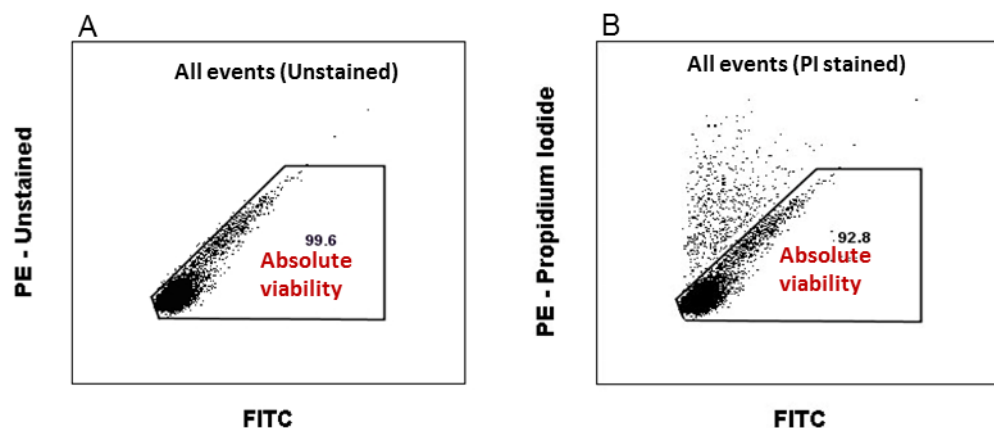 A
All events (Unstained)
PE - Unstained
99.6
Absolute
viability
FITC
B
All events (PI stained)
PE - Propidium Iodide
92.8
Absolute
viability
FITC